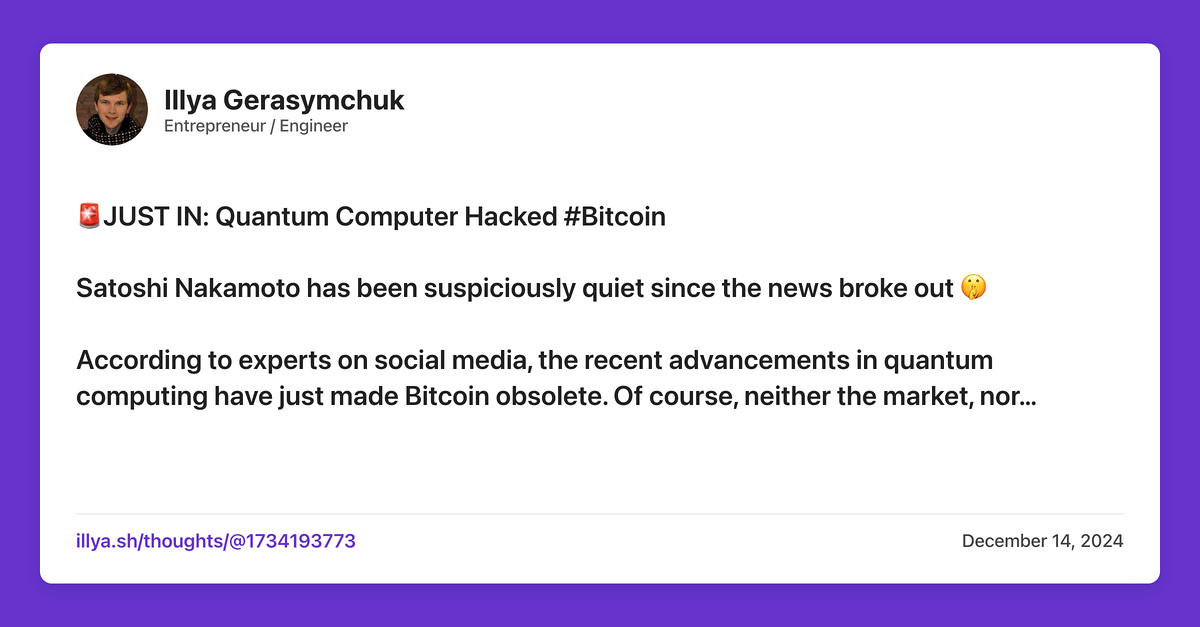 Illya Gerasymchuk
Entrepreneur / Engineer
🚨JUST IN: Quantum Computer Hacked #Bitcoin
Satoshi Nakamoto has been suspiciously quiet since the news broke out 🤫
According to experts on social media, the recent advancements in quantum
computing have just made Bitcoin obsolete. Of course, neither the market, nor...
illya.sh/thoughts/@1734193773
December 14, 2024